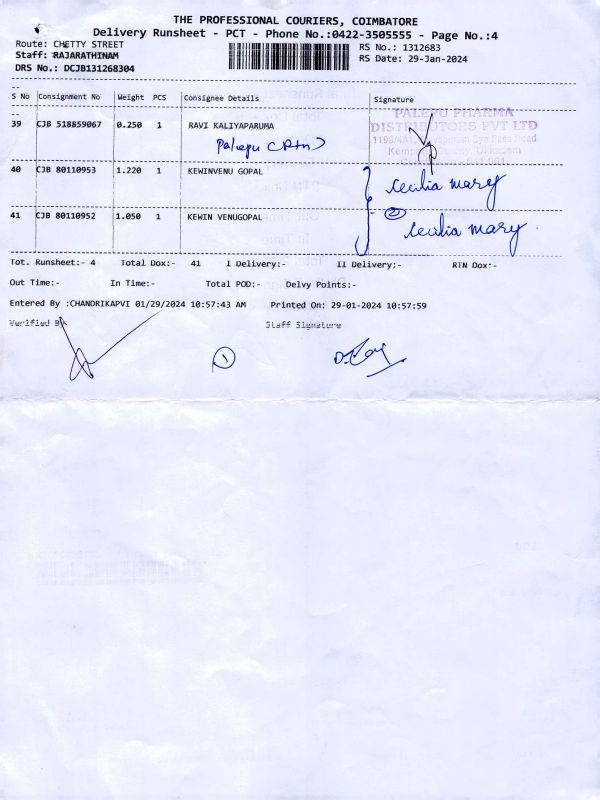 THE PROFESSIONAL COURIERS, COIMBATORE
Delivery Runsheet - PCT - Phone No.:0422-3505555 - Page No.:4
Route: CHETTY STREET
RS No.: 1312683
Staff: RAJARATHINAM
RS Date: 29-Jan-2024
DRS No.: DCJB131268304
S No Consignment No Weight PCS Consignee Details Signature
39 CJB 518859067 0.250 1 RAVI KALIYAPARUMA
PALEPU PHARMA
DISTRIBUTORS PVT LTD
Palepu
40 CJB 80110953 1.220 1 KEWINVENU GOPAL
Cecilia mary
41 CJB 80110952 1.050 1 KEWIN VENUGOPAL
2
Cecilia mary
Tot. Runsheet:- 4 Total Dox:- 41 I Delivery:- II Delivery:- RTN Dox:-
Out Time:- In Time:- Total POD:- Delvy Points:-
Entered By :CHANDRIKAPVI 01/29/2024 10:57:43 AM Printed On: 29-01-2024 10:57:59
Verified By Staff Signature
1